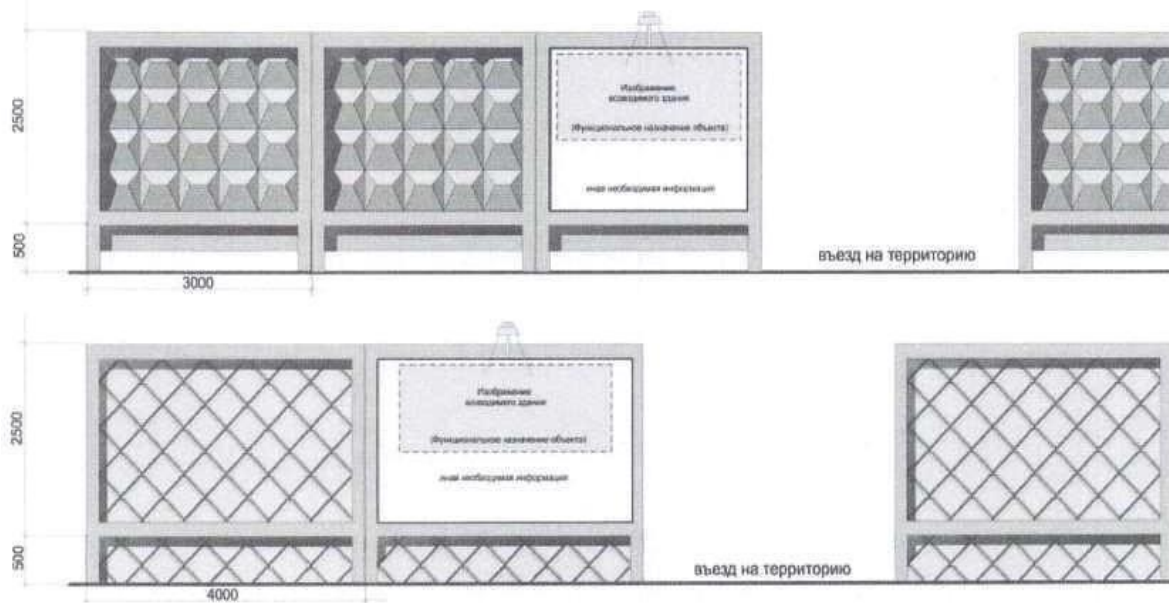 2500
Изображение
возводимого здания
(Функциональное назначение объекта)
иная необходимая информация
500
въезд на территорию
3000
2500
Изображение
возводимого здания
(Функциональное назначение объекта)
иная необходимая информация
500
въезд на территорию
4000